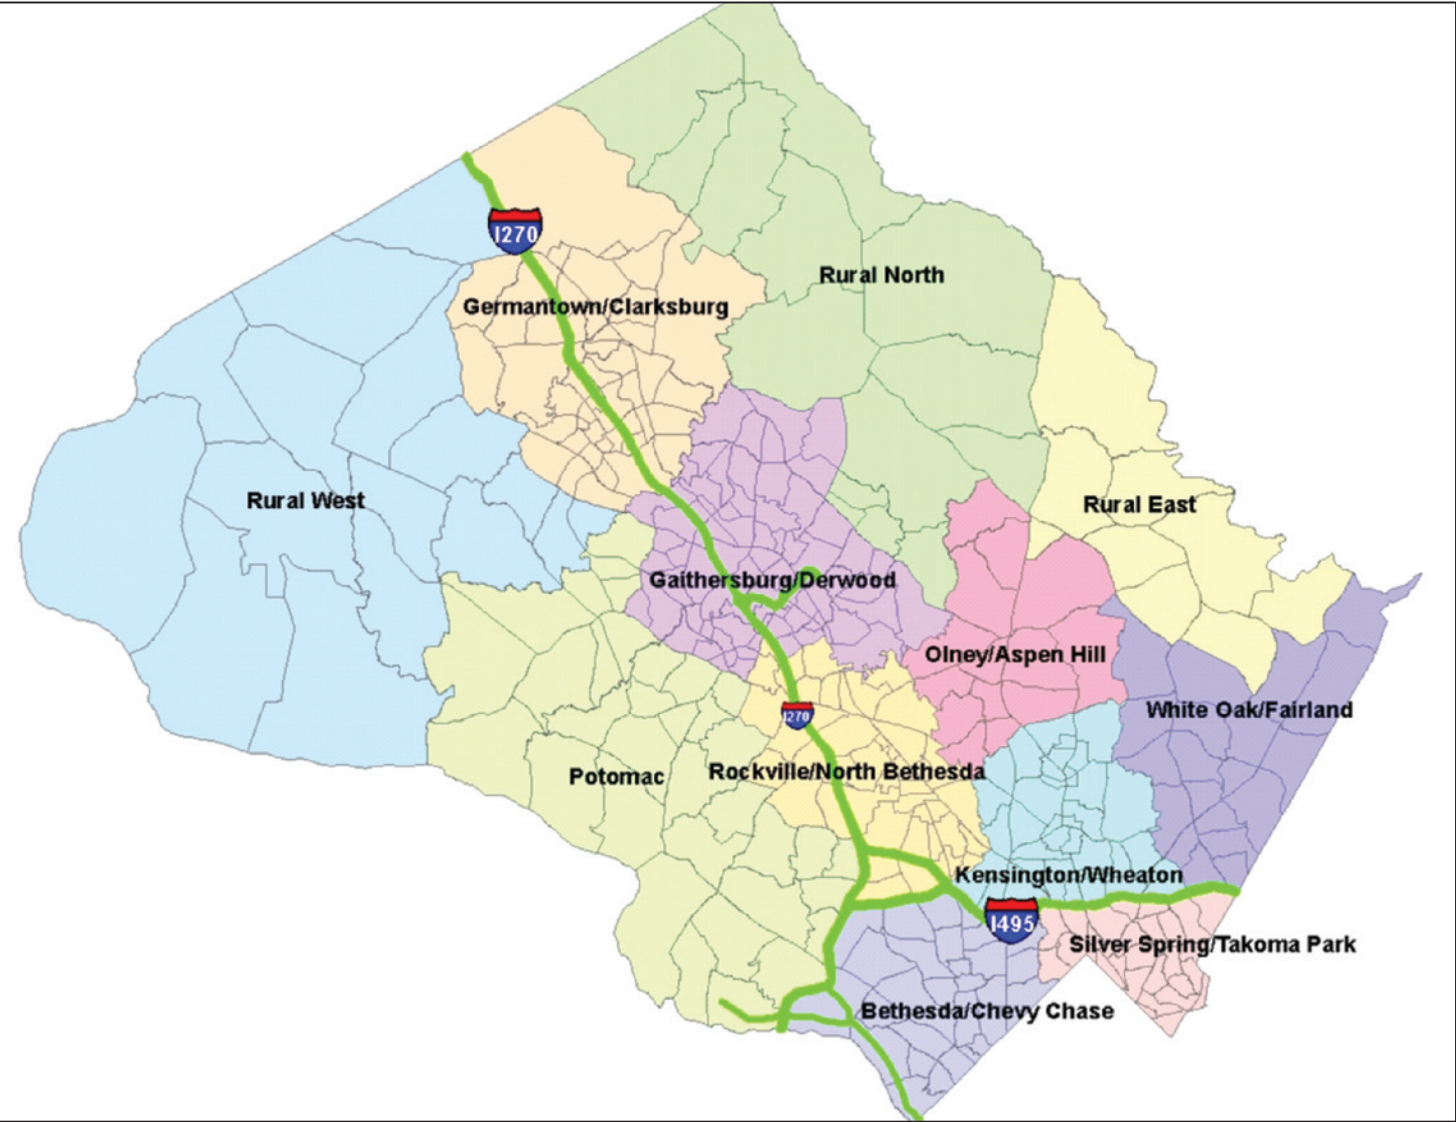 I270
Rural North
Germantown/Clarksburg
Rural West
Rural East
Gaithersburg/Derwood
Olney/Aspen Hill
White Oak/Fairland
I270
Potomac
Rockville/North Bethesda
Kensington/Wheaton
I495
Silver Spring/Takoma Park
Bethesda/Chevy Chase